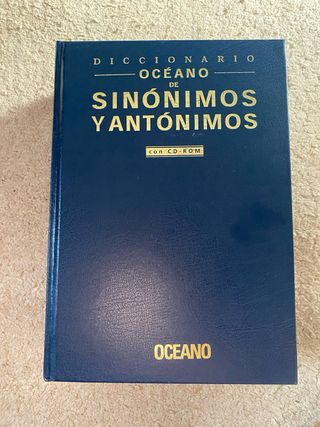 DICCIONARIO
OCÉANO
DE
SINÓNIMOS
Y ANTÓNIMOS
con CD-ROM
OCEANO